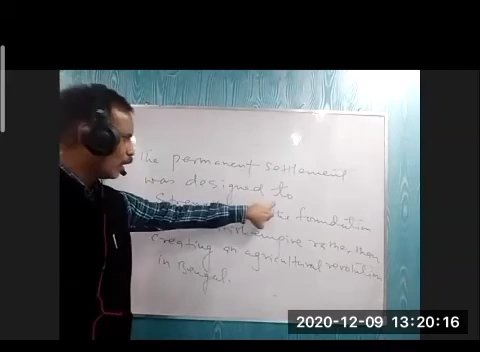 The permanent settlement
was designed to
the foundation
rather than
creating an agricultural revolution
in Bengal.
2020-12-09 13:20:16